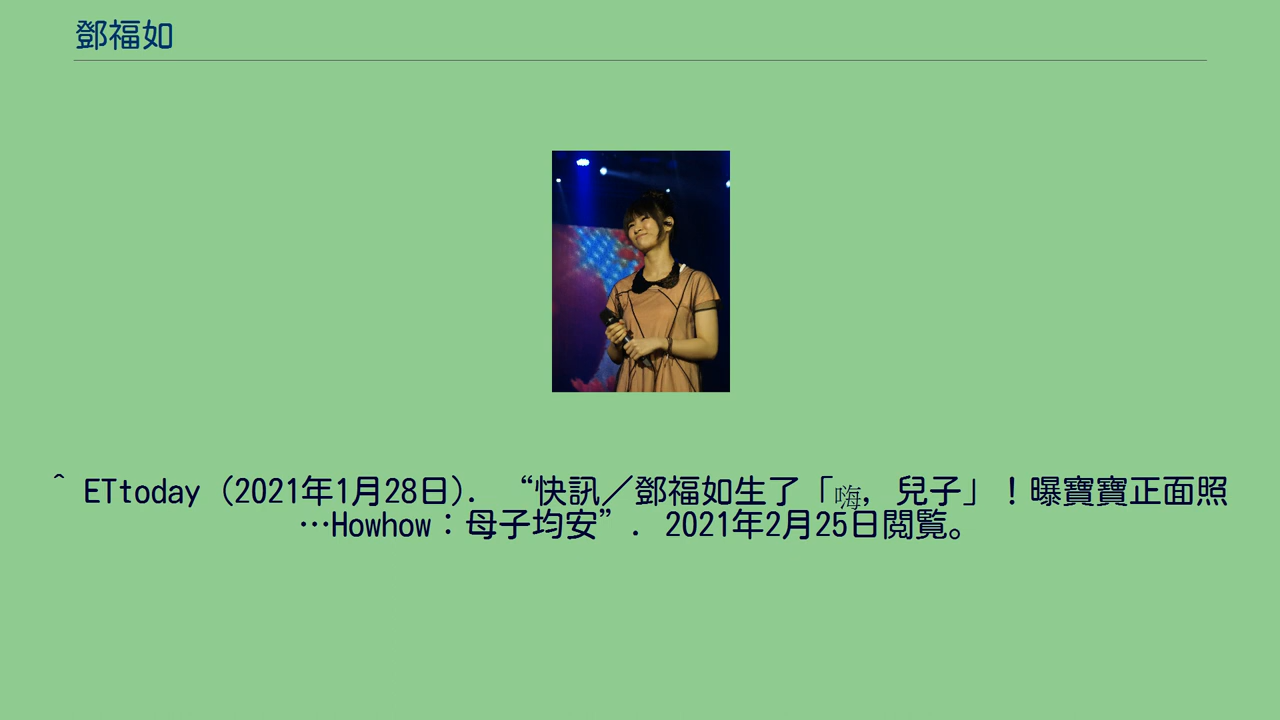 鄧福如
^ ETtoday (2021年1月28日). “快訊／鄧福如生了「嗨, 兒子」！曝寶寶正面照
…Howhow：母子均安”. 2021年2月25日閲覧。